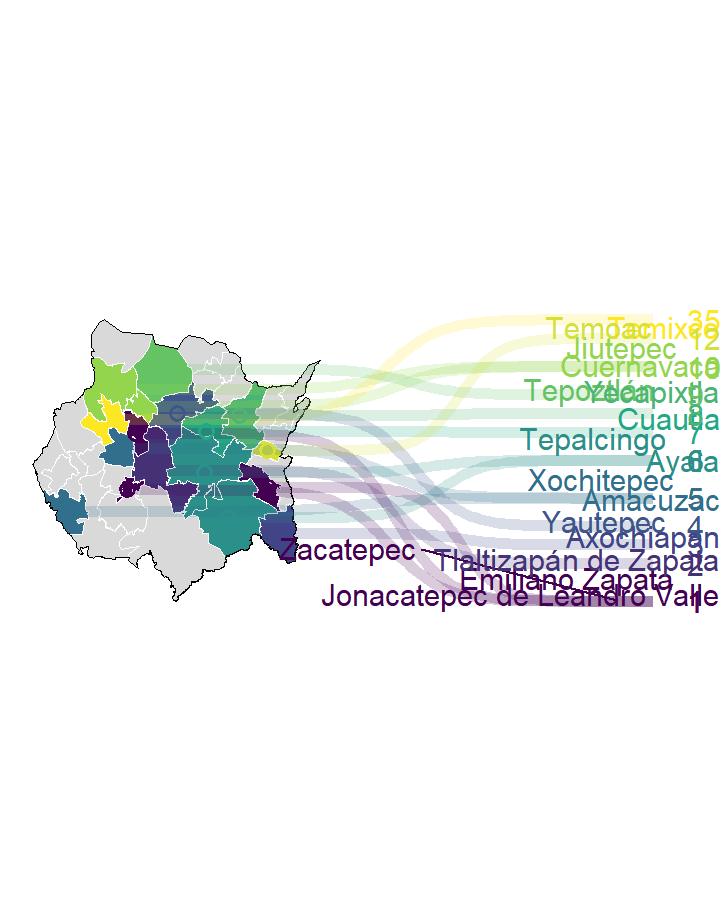 35
Temoac
Temixco
12
Jiutepec
Cuernavaca
10
Tepoztlán
Yecapixtla
9
8
Cuautla
7
Tepalcingo
Ayala
6
Xochitepec
5
Amacuzac
Yautepec
4
Axochiapan
3
Zacatepec
Tlaltizapán de Zapata
2
Emiliano Zapata
Jonacatepec de Leandro Valle
1